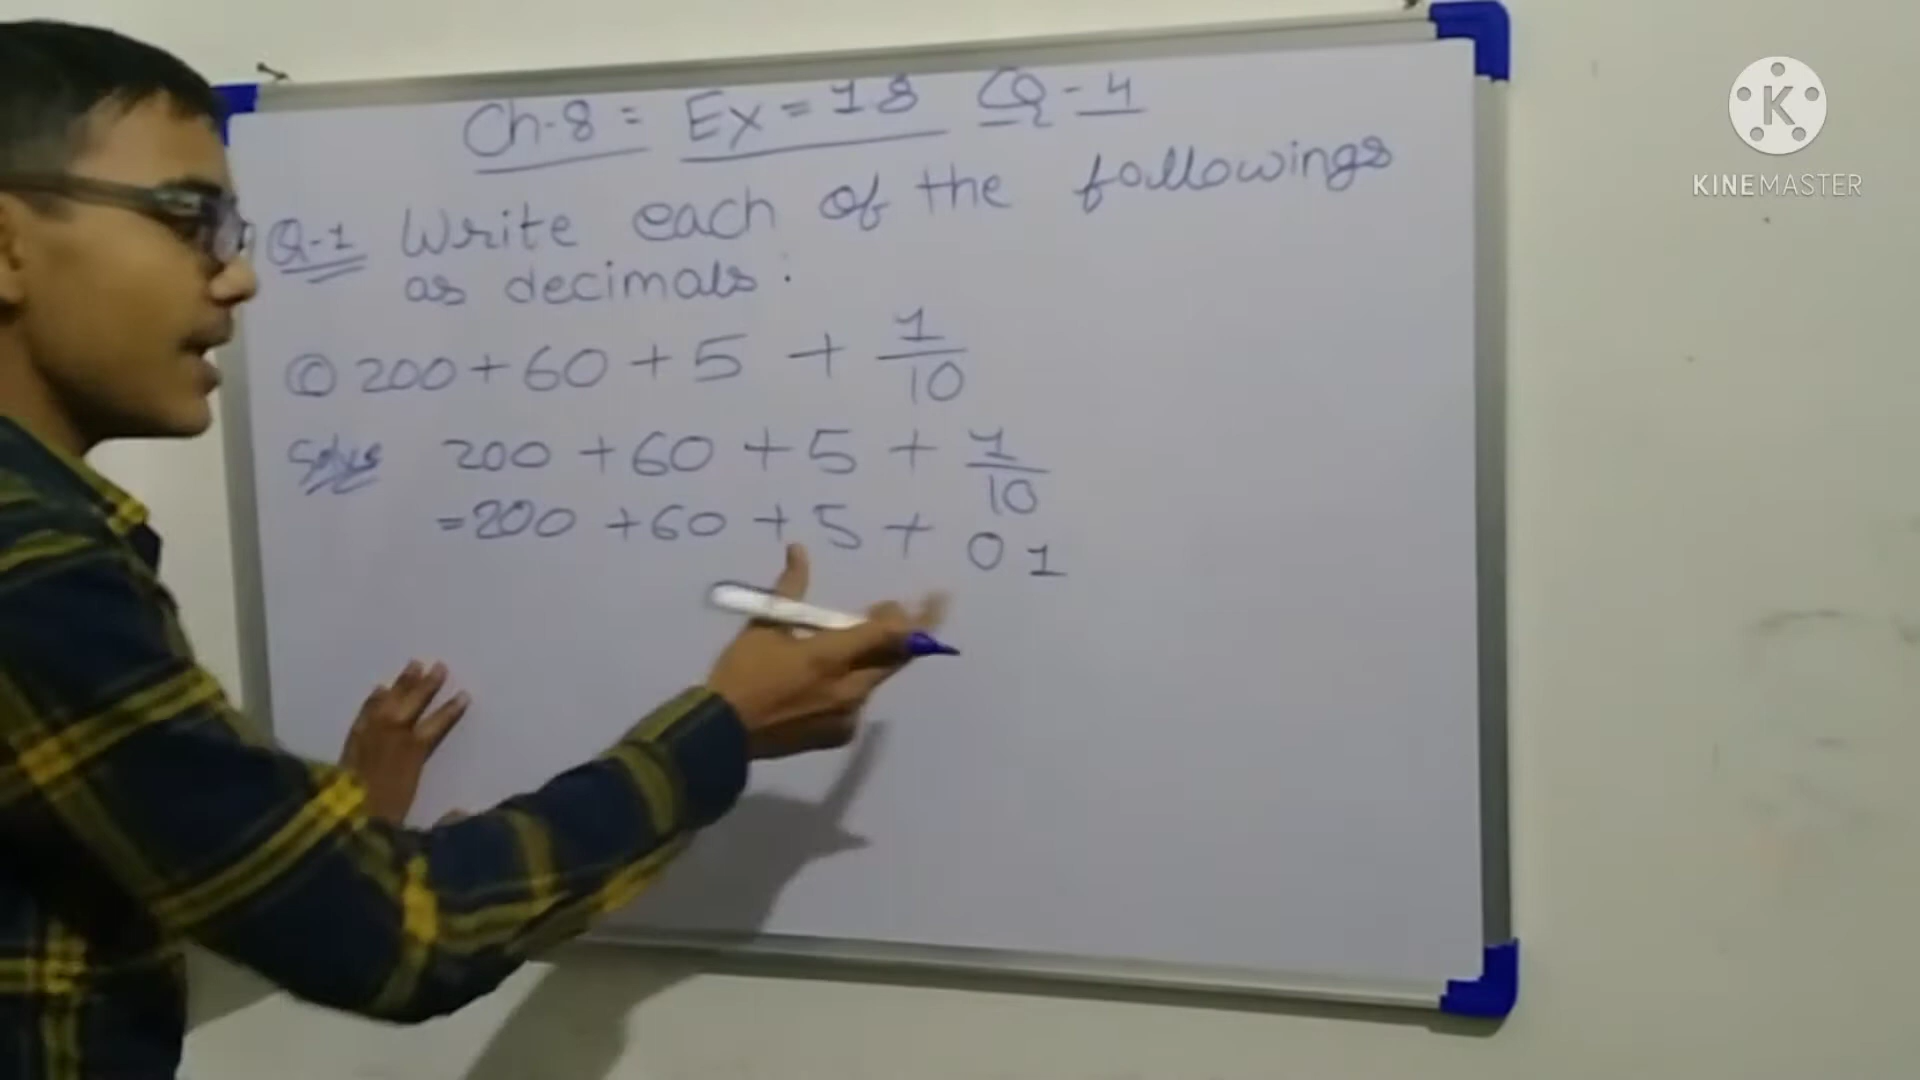 Ch-8 = Ex = 18 Q - 4
Q-1 Write each of the followings
as decimals:
© 200 + 60 + 5 + 1/10
Solve 200 + 60 + 5 + 1/10
= 200 + 60 + 5 + 0 1
K
KINEMASTER